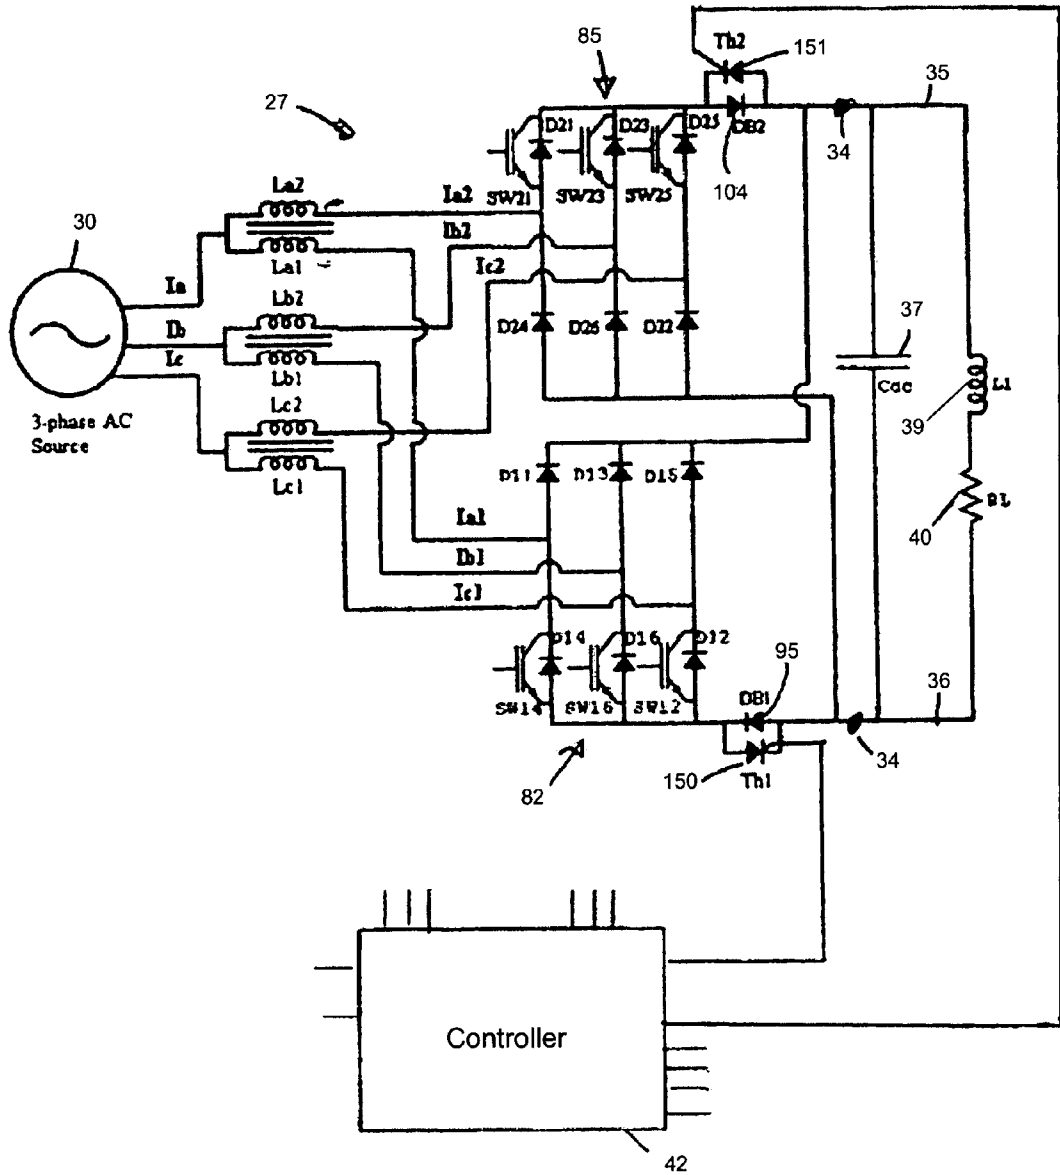 85
Th2
151
35
27
D21
D23
D25
DB2
34
104
SW21
SW23
SW25
La2
Ia2
Ib2
Ic2
30
Ia
La1
Lb2
Ib
Ic
Lb1
Lc2
Lc1
D24
D26
D22
37
Cdc
L1
39
3-phase AC
Source
D11
D13
D15
RL
40
Ia1
Ib1
Ic1
D14
D16
D12
95
DB1
36
SW14
SW16
SW12
34
150
Th1
82
Controller
42